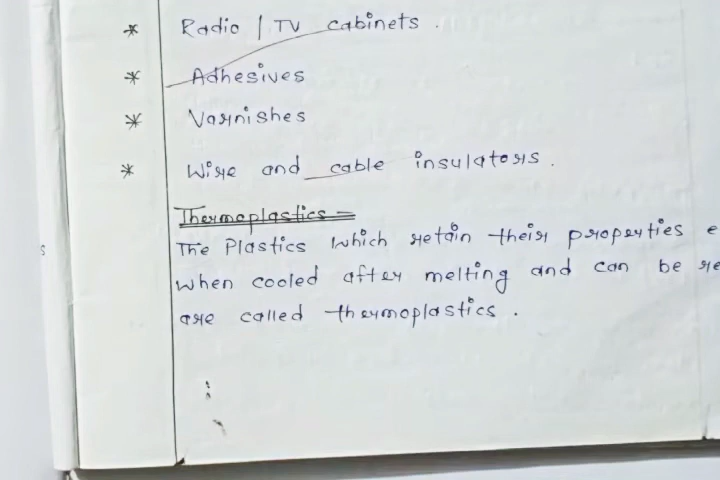 * Radio / TV cabinets.
* Adhesives
* Varnishes
* Wire and cable insulators.
Thermoplastics -
The Plastics which retain their properties e
when cooled after melting and can be re
are called thermoplastics.
s